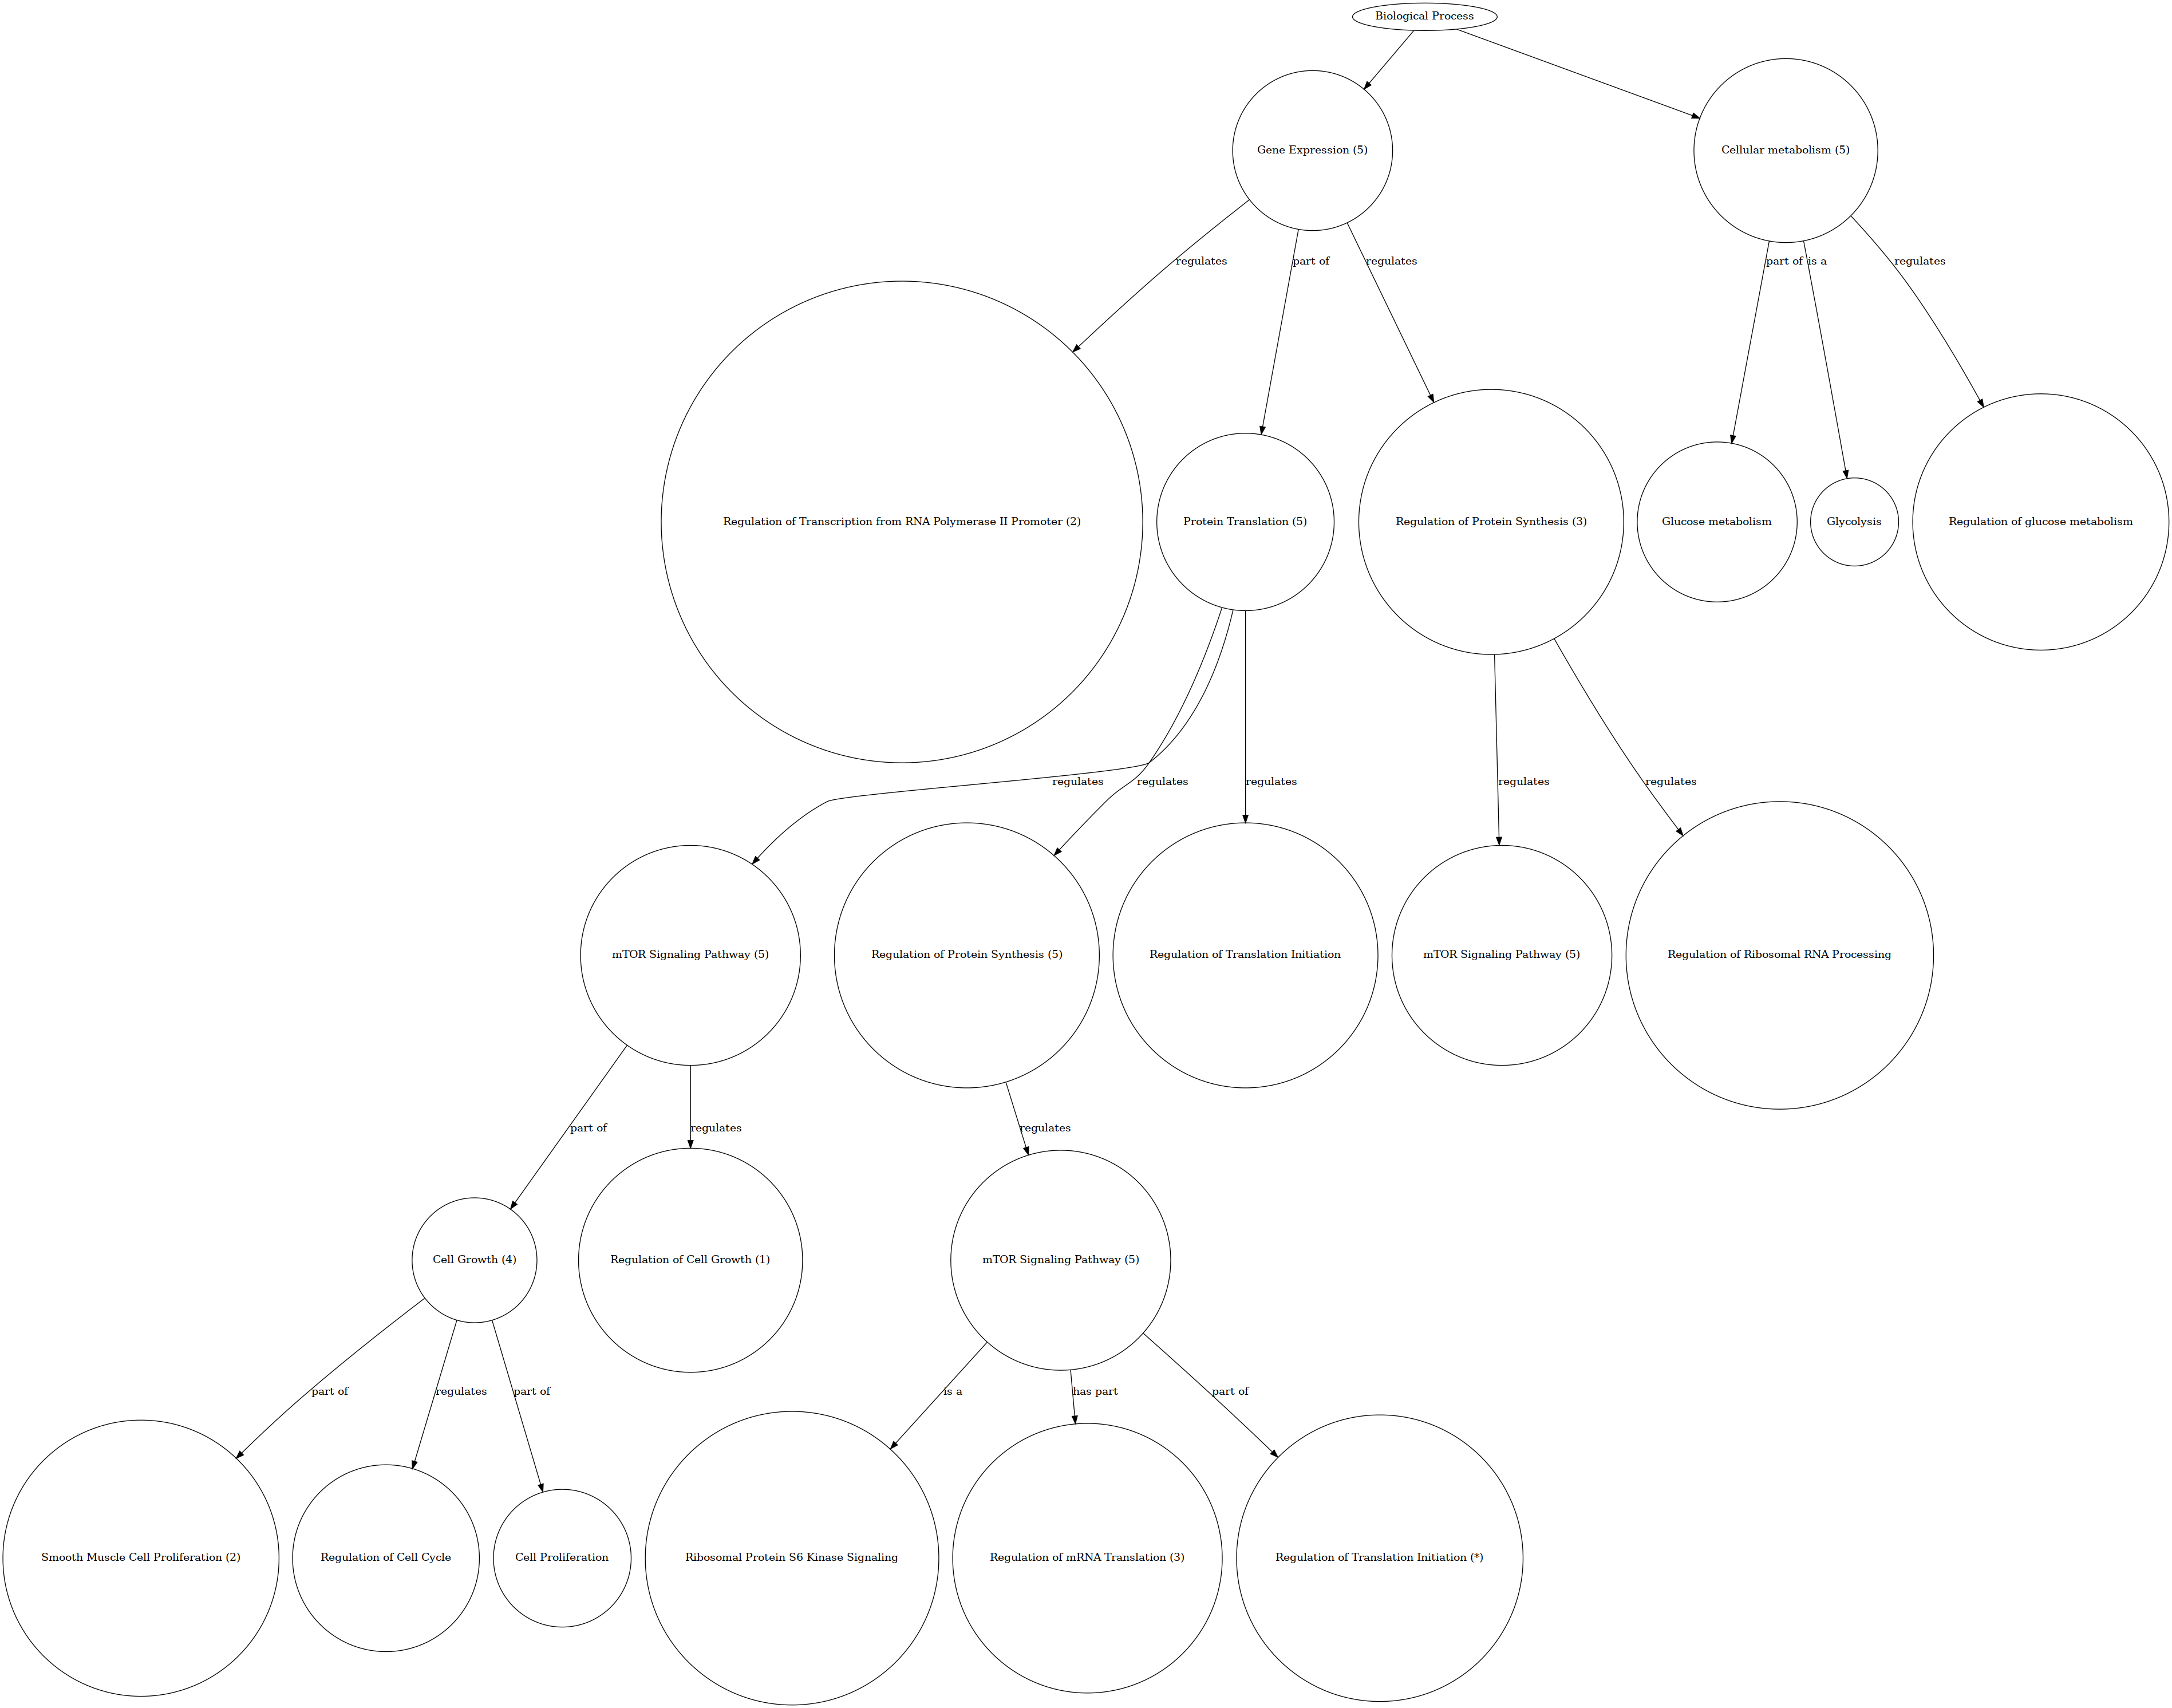 Biological Process
Gene Expression (5)
Cellular metabolism (5)
regulates
part of
regulates
part of
is a
regulates
Regulation of Transcription from RNA Polymerase II Promoter (2)
Protein Translation (5)
Regulation of Protein Synthesis (3)
Glucose metabolism
Glycolysis
Regulation of glucose metabolism
regulates
regulates
regulates
regulates
regulates
mTOR Signaling Pathway (5)
Regulation of Protein Synthesis (5)
Regulation of Translation Initiation
mTOR Signaling Pathway (5)
Regulation of Ribosomal RNA Processing
part of
regulates
regulates
Cell Growth (4)
Regulation of Cell Growth (1)
mTOR Signaling Pathway (5)
part of
regulates
part of
is a
has part
part of
Smooth Muscle Cell Proliferation (2)
Regulation of Cell Cycle
Cell Proliferation
Ribosomal Protein S6 Kinase Signaling
Regulation of mRNA Translation (3)
Regulation of Translation Initiation (*)